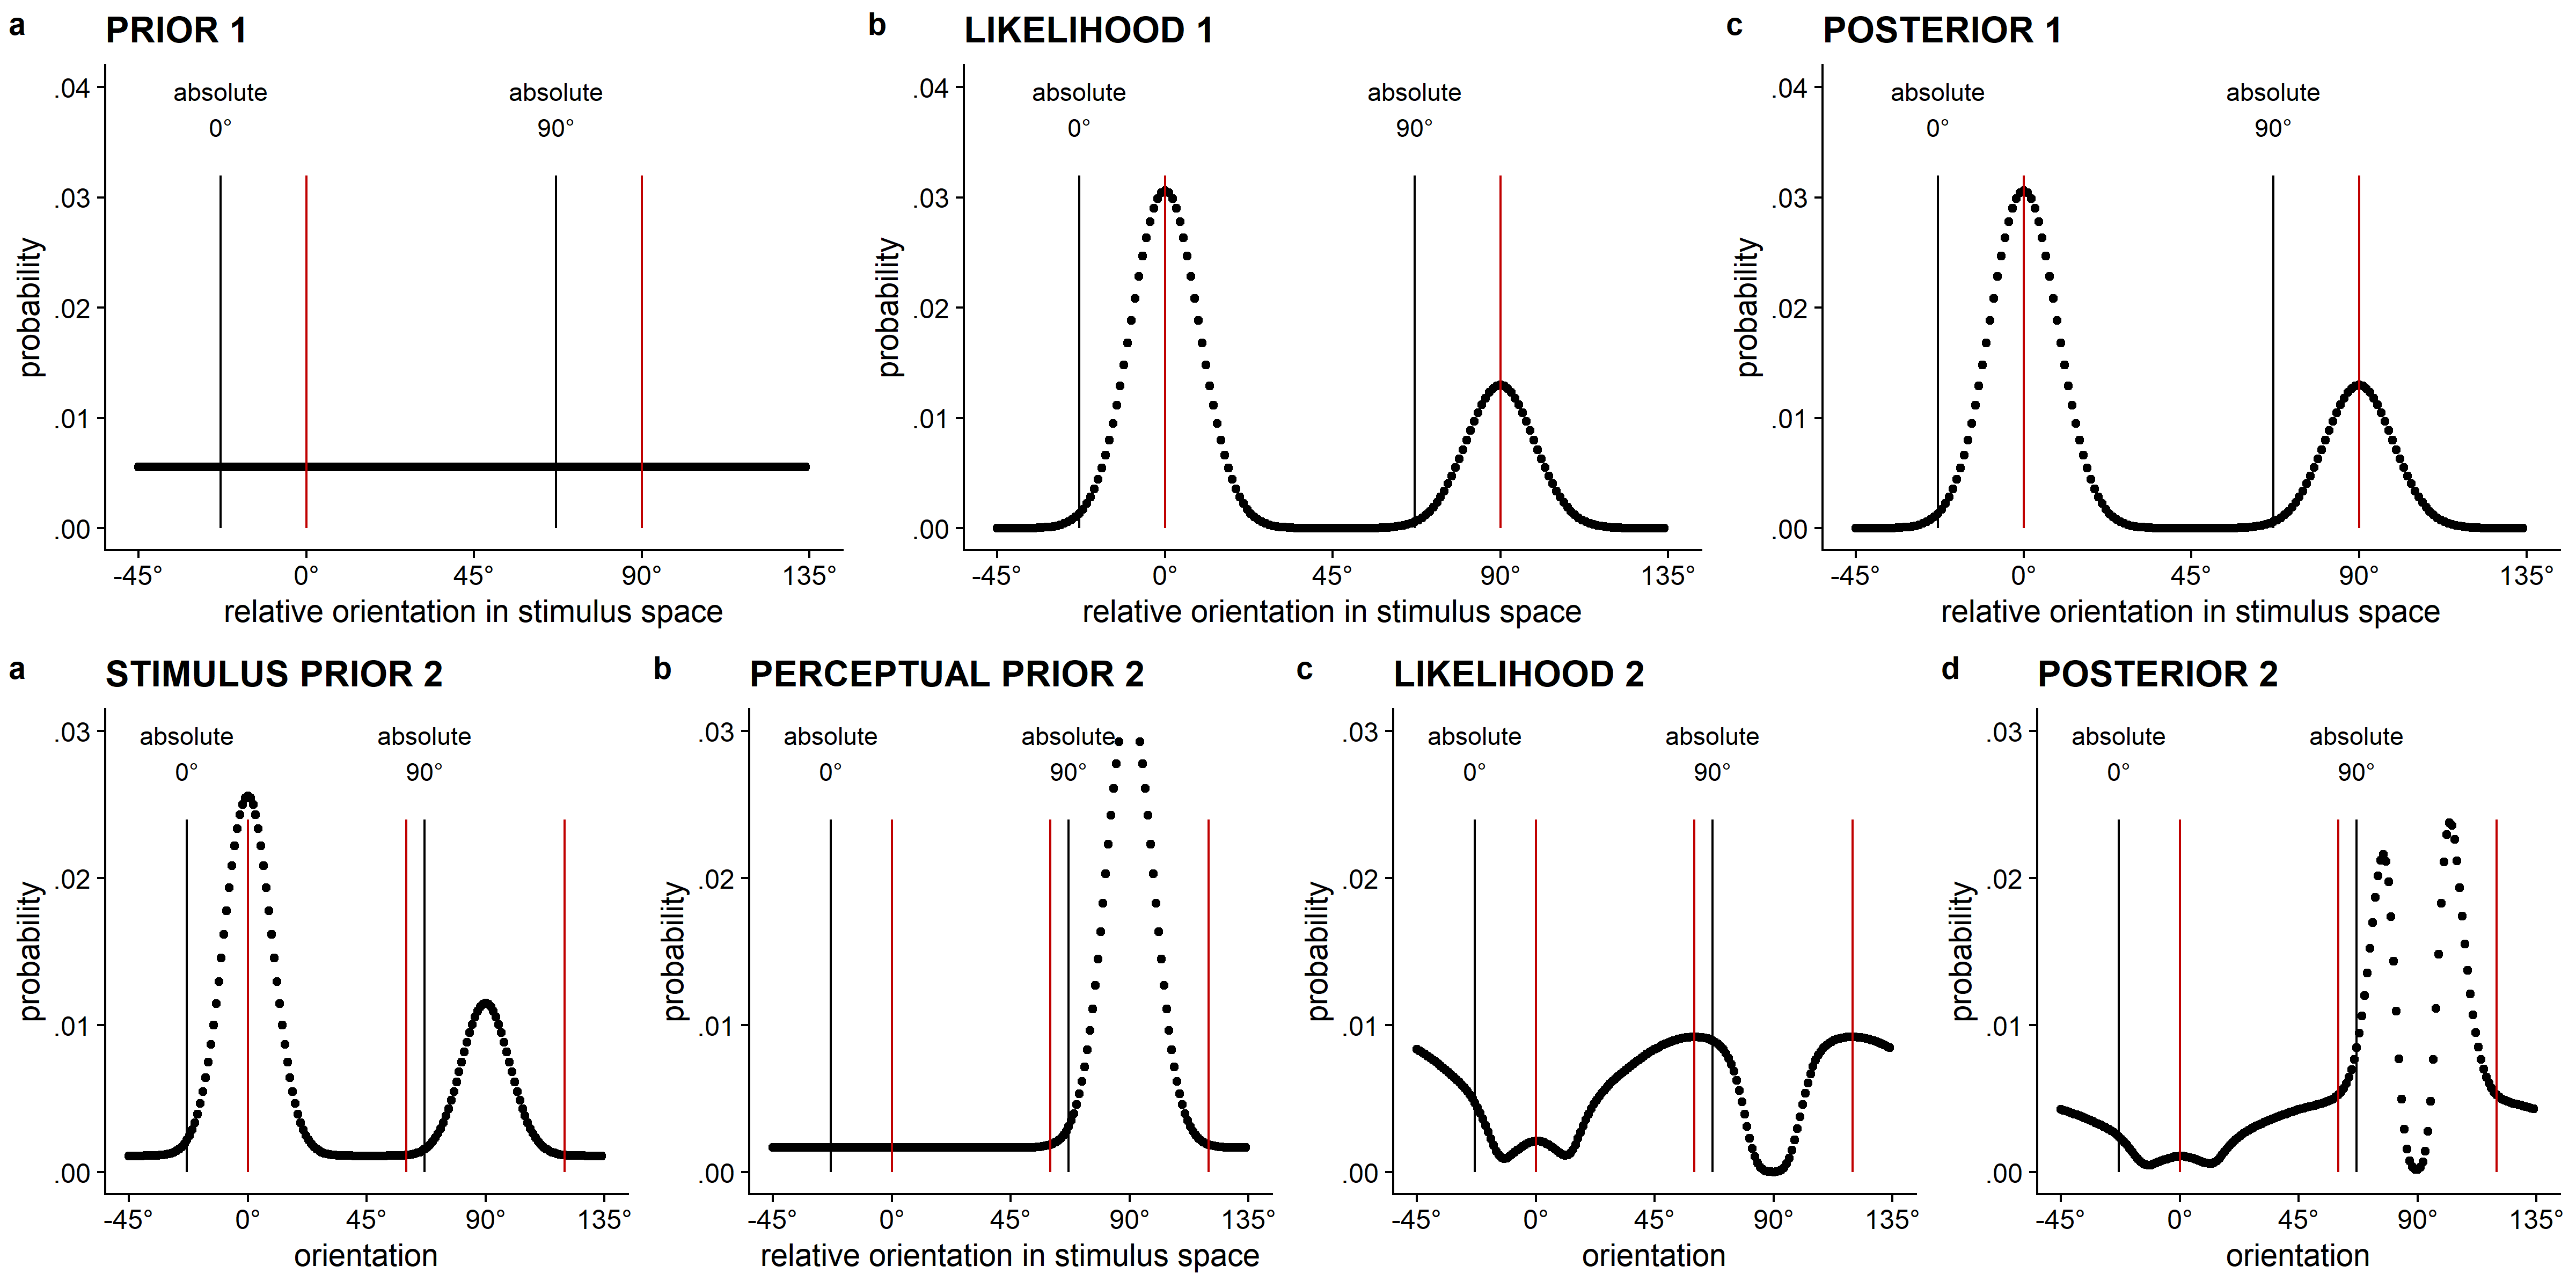 a PRIOR 1
absolute absolute
0° 90°
.04
.03
.02
.01
.00
probability
-45° 0° 45° 90° 135°
relative orientation in stimulus space
b LIKELIHOOD 1
absolute absolute
0° 90°
.04
.03
.02
.01
.00
probability
-45° 0° 45° 90° 135°
relative orientation in stimulus space
c POSTERIOR 1
absolute absolute
0° 90°
.04
.03
.02
.01
.00
probability
-45° 0° 45° 90° 135°
relative orientation in stimulus space
a STIMULUS PRIOR 2
absolute absolute
0° 90°
.03
.02
.01
.00
probability
-45° 0° 45° 90° 135°
orientation
b PERCEPTUAL PRIOR 2
absolute absolute
0° 90°
.03
.02
.01
.00
probability
-45° 0° 45° 90° 135°
relative orientation in stimulus space
c LIKELIHOOD 2
absolute absolute
0° 90°
.03
.02
.01
.00
probability
-45° 0° 45° 90° 135°
orientation
d POSTERIOR 2
absolute absolute
0° 90°
.03
.02
.01
.00
probability
-45° 0° 45° 90° 135°
orientation